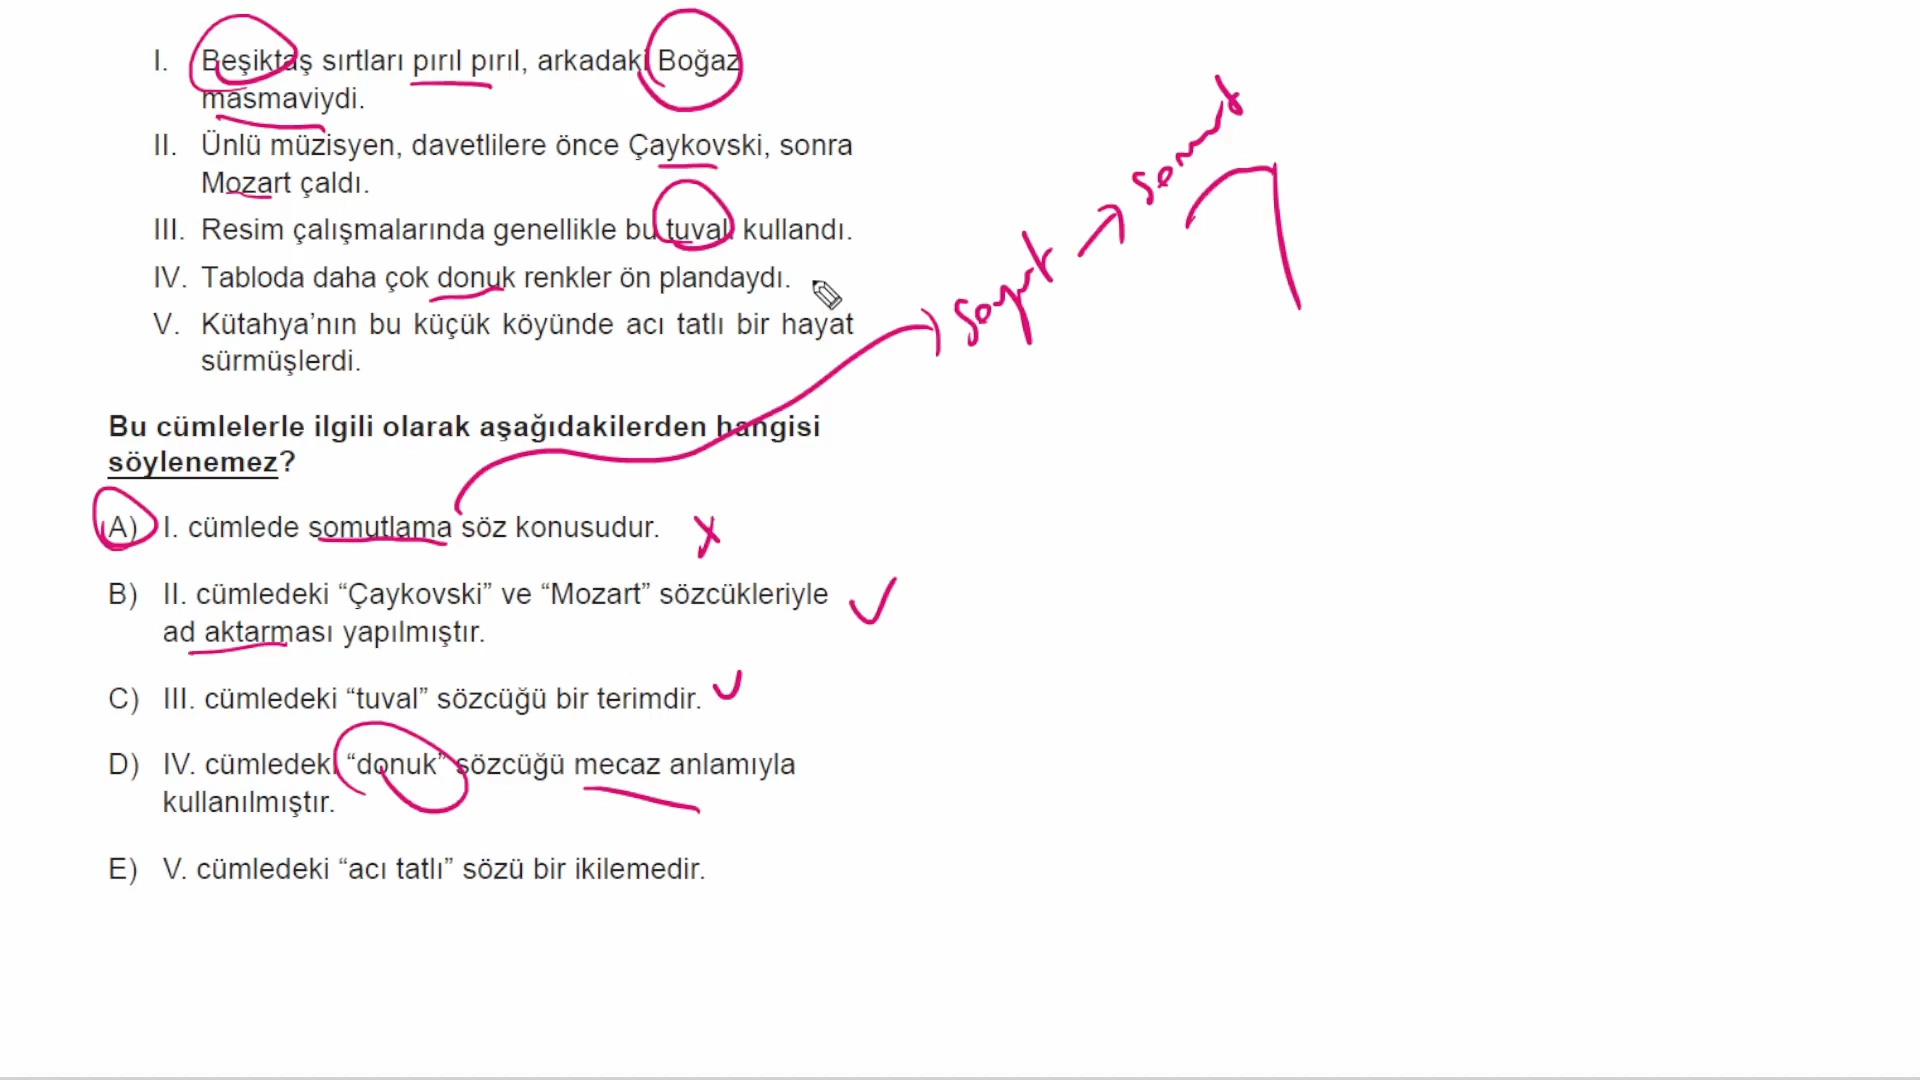 I. Beşiktaş sırtları pırıl pırıl, arkadaki Boğaz
masmaviydi.
II. Ünlü müzisyen, davetlilere önce Çaykovski, sonra
Mozart çaldı.
III. Resim çalışmalarında genellikle bu tuvali kullandı.
IV. Tabloda daha çok donuk renkler ön plandaydı.
V. Kütahya’nın bu küçük köyünde acı tatlı bir hayat
sürmüşlerdi.
soyut → somut
Bu cümlelerle ilgili olarak aşağıdakilerden hangisi
söylenemez?
A) I. cümlede somutlama söz konusudur.
B) II. cümledeki “Çaykovski” ve “Mozart” sözcükleriyle
ad aktarması yapılmıştır.
C) III. cümledeki “tuval” sözcüğü bir terimdir.
D) IV. cümledeki “donuk” sözcüğü mecaz anlamıyla
kullanılmıştır.
E) V. cümledeki “acı tatlı” sözü bir ikilemedir.